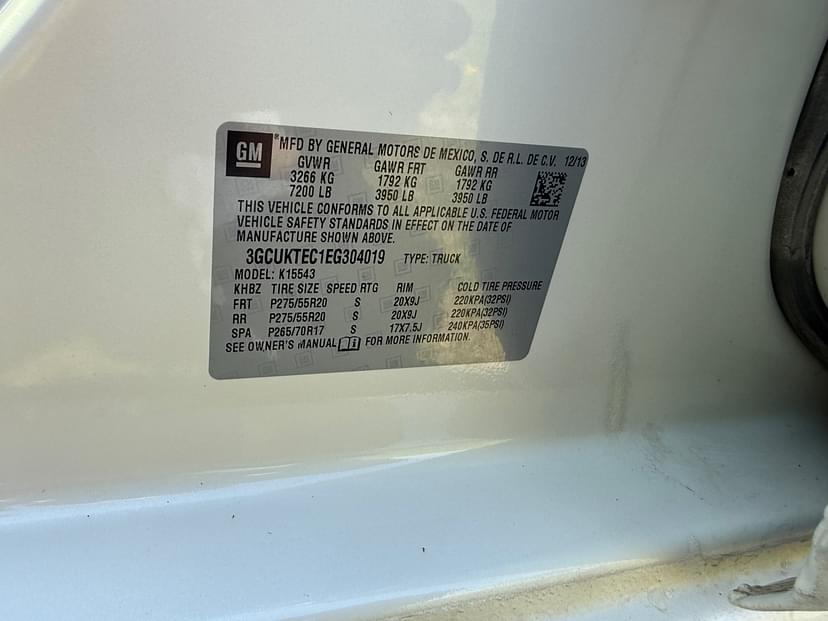 GM
®MFD BY GENERAL MOTORS DE MEXICO, S. DE R.L. DE C.V. 12/13
GVWR GAWR FRT GAWR RR
3266 KG 1792 KG 1792 KG
7200 LB 3950 LB 3950 LB
THIS VEHICLE CONFORMS TO ALL APPLICABLE U.S. FEDERAL MOTOR
VEHICLE SAFETY STANDARDS IN EFFECT ON THE DATE OF
MANUFACTURE SHOWN ABOVE.
3GCUKTEC1EG304019 TYPE: TRUCK
MODEL: K15543
KHBZ TIRE SIZE SPEED RTG RIM COLD TIRE PRESSURE
FRT P275/55R20 S 20X9J 220KPA(32PSI)
RR P275/55R20 S 20X9J 220KPA(32PSI)
SPA P265/70R17 S 17X7.5J 240KPA(35PSI)
SEE OWNER'S MANUAL FOR MORE INFORMATION.